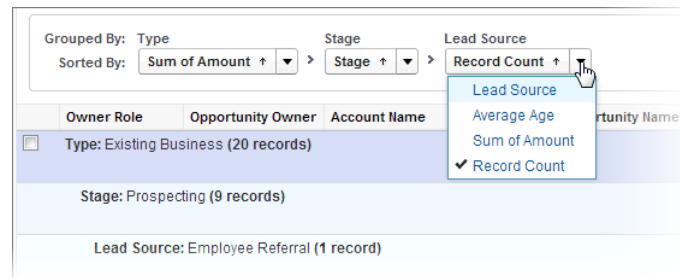 Grouped By: Type Stage Lead Source
Sorted By: Sum of Amount ↑ > Stage ↑ > Record Count ↑
Lead Source
Average Age
Sum of Amount
✔ Record Count
Owner Role Opportunity Owner Account Name rtunity Name
Type: Existing Business (20 records)
Stage: Prospecting (9 records)
Lead Source: Employee Referral (1 record)